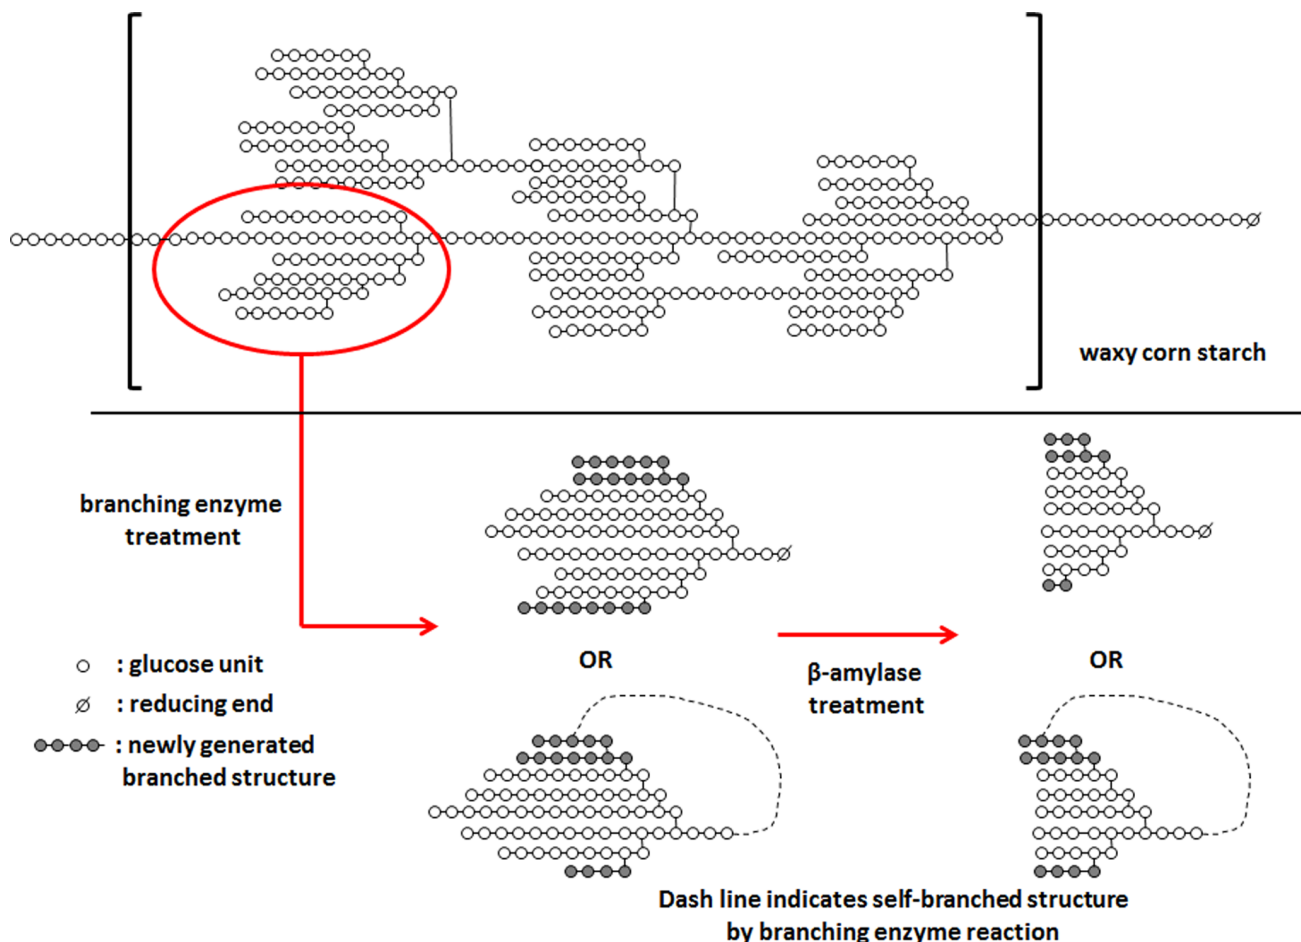 waxy corn starch
branching enzyme
treatment
OR
β-amylase
treatment
OR
: glucose unit
: reducing end
: newly generated
branched structure
Dash line indicates self-branched structure
by branching enzyme reaction